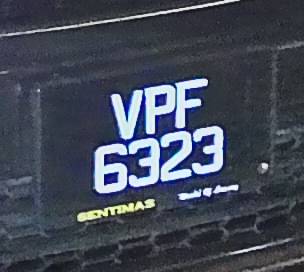 VPF
6323
SENTIMAS